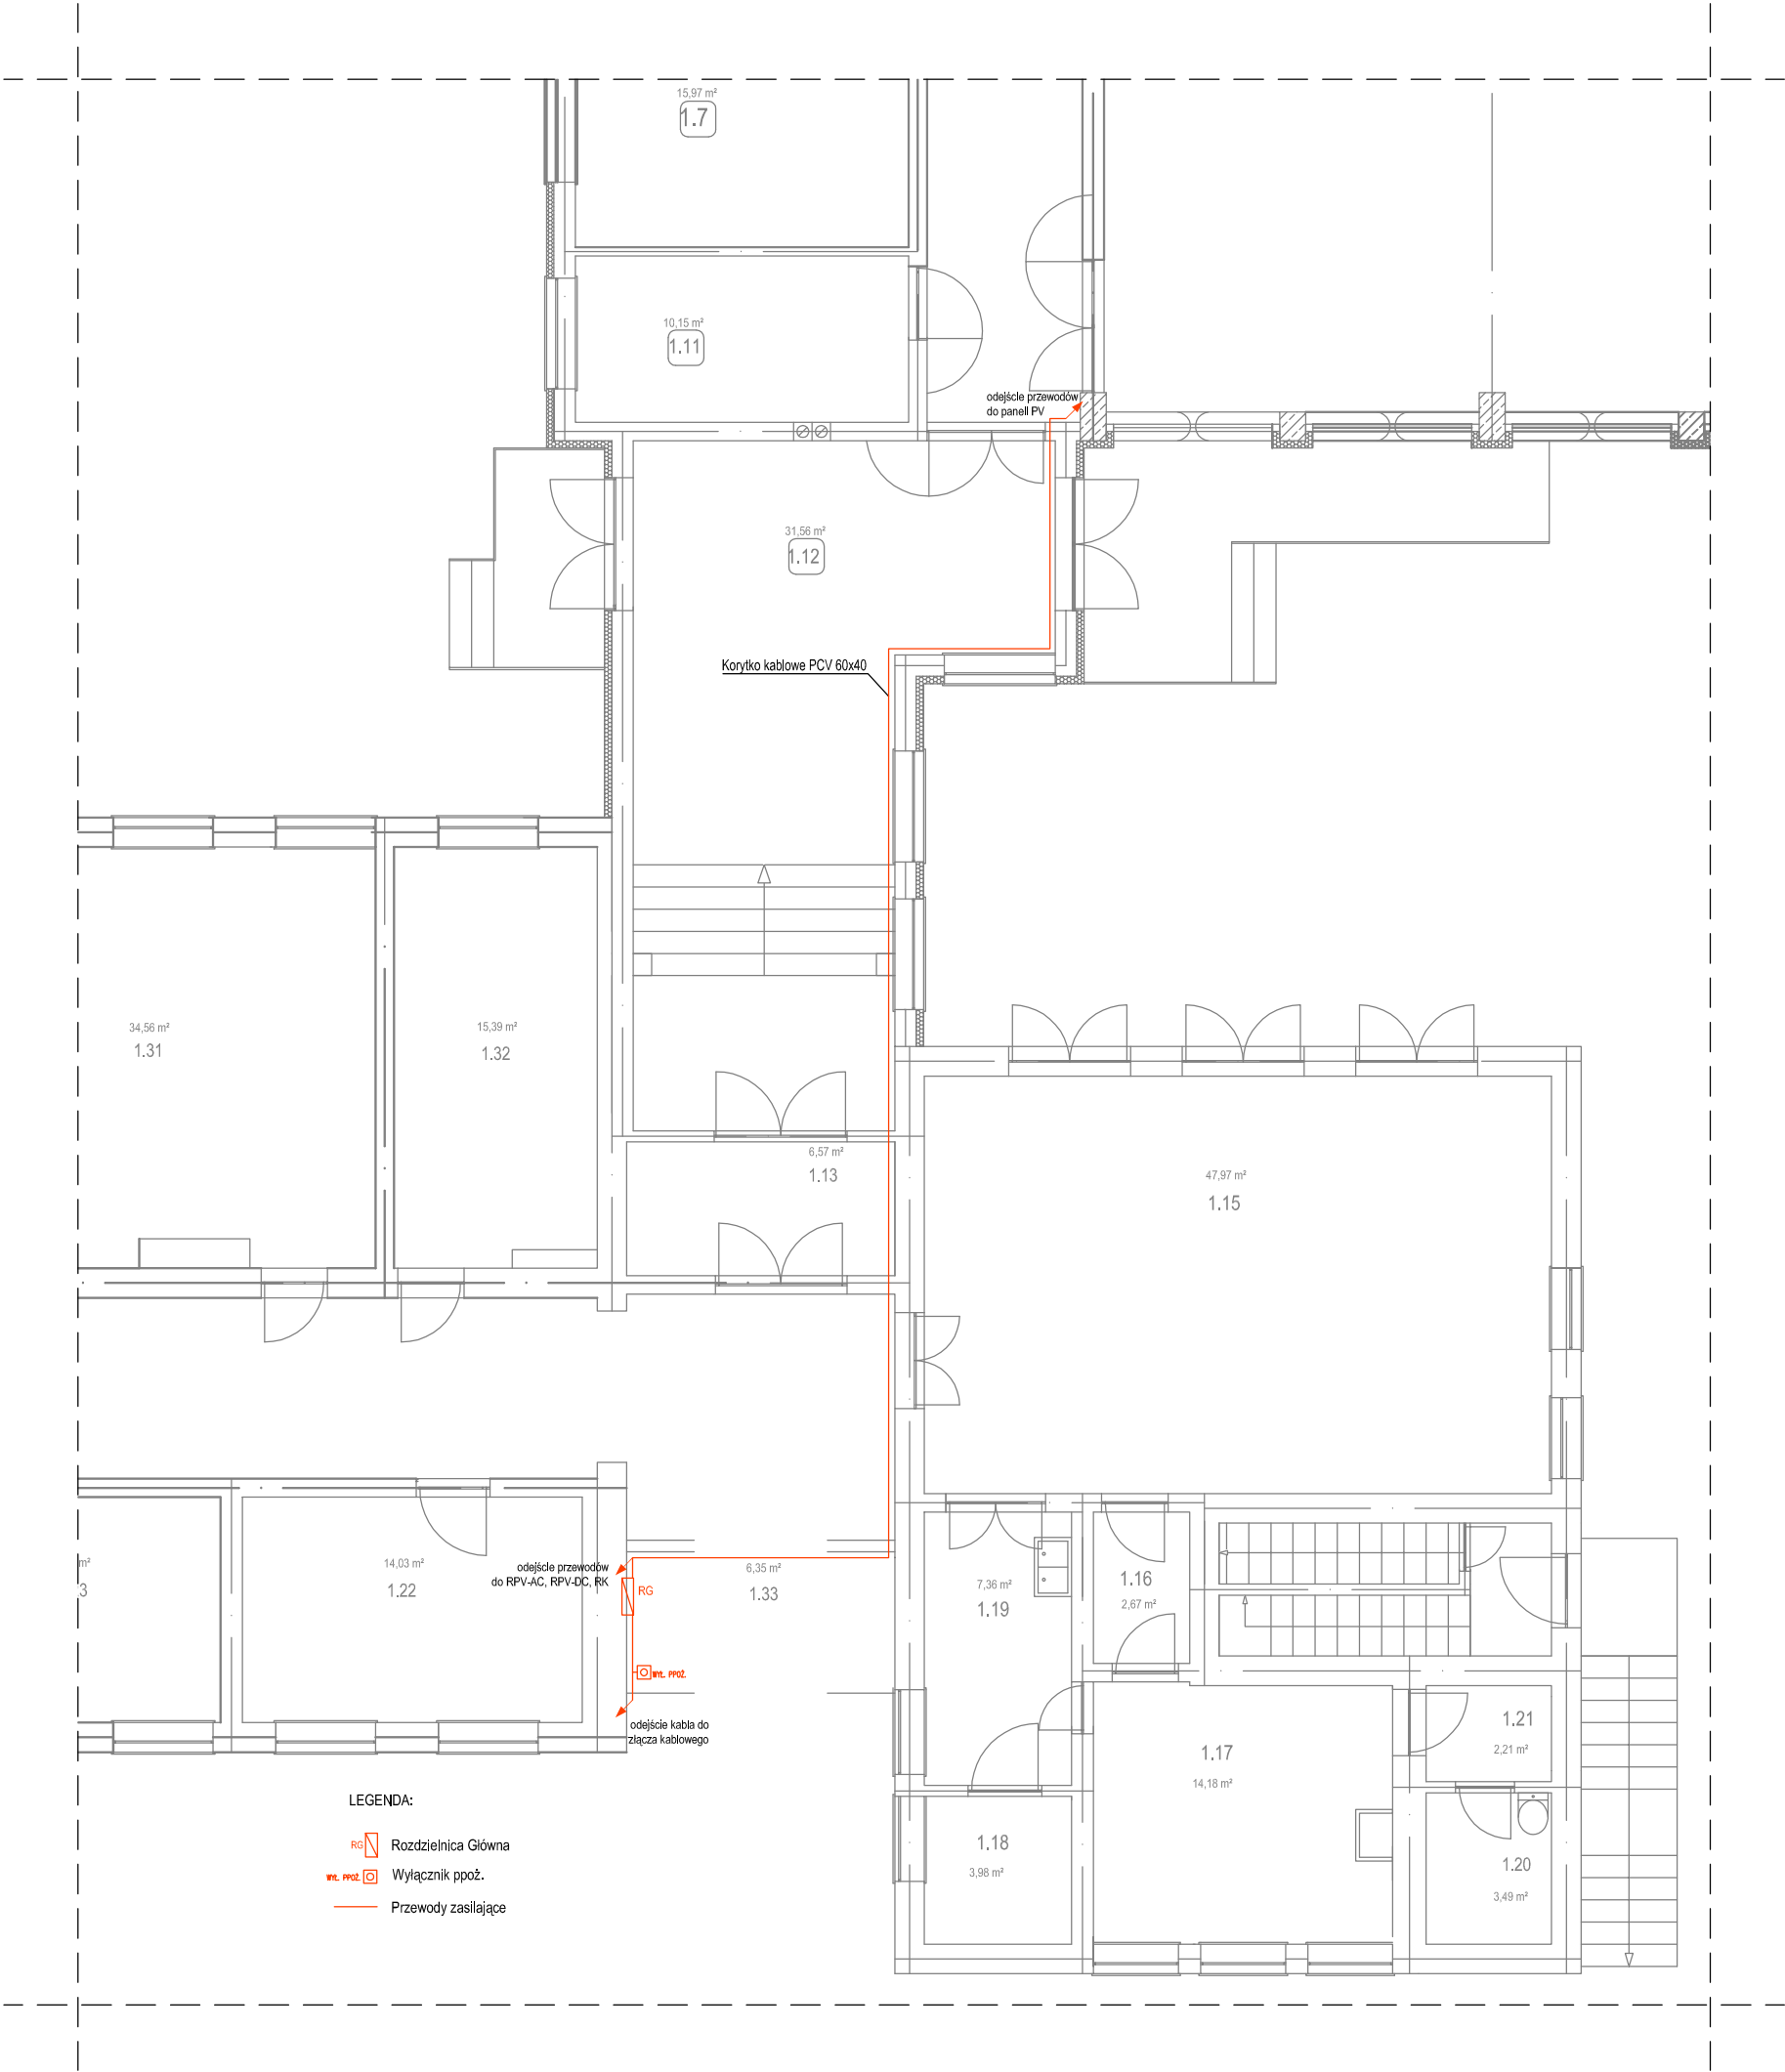 15,97 m²
1.7
10,15 m²
1.11
odejście przewodów
do paneli PV
31,56 m²
1.12
Korytko kablowe PCV 60x40
34,56 m²
1.31
15,39 m²
1.32
6,57 m²
1.13
47,97 m²
1.15
m²
3
14,03 m²
1.22
odejście przewodów
do RPV-AC, RPV-DC, RK
RG
6,35 m²
1.33
WYŁ. PPOŻ.
odejście kabla do
złącza kablowego
7,36 m²
1.19
1.16
2,67 m²
1.17
14,18 m²
1.21
2,21 m²
1.18
3,98 m²
1.20
3,49 m²
LEGENDA:
RG Rozdzielnica Główna
WYŁ. PPOŻ. Wyłącznik ppoż.
Przewody zasilające